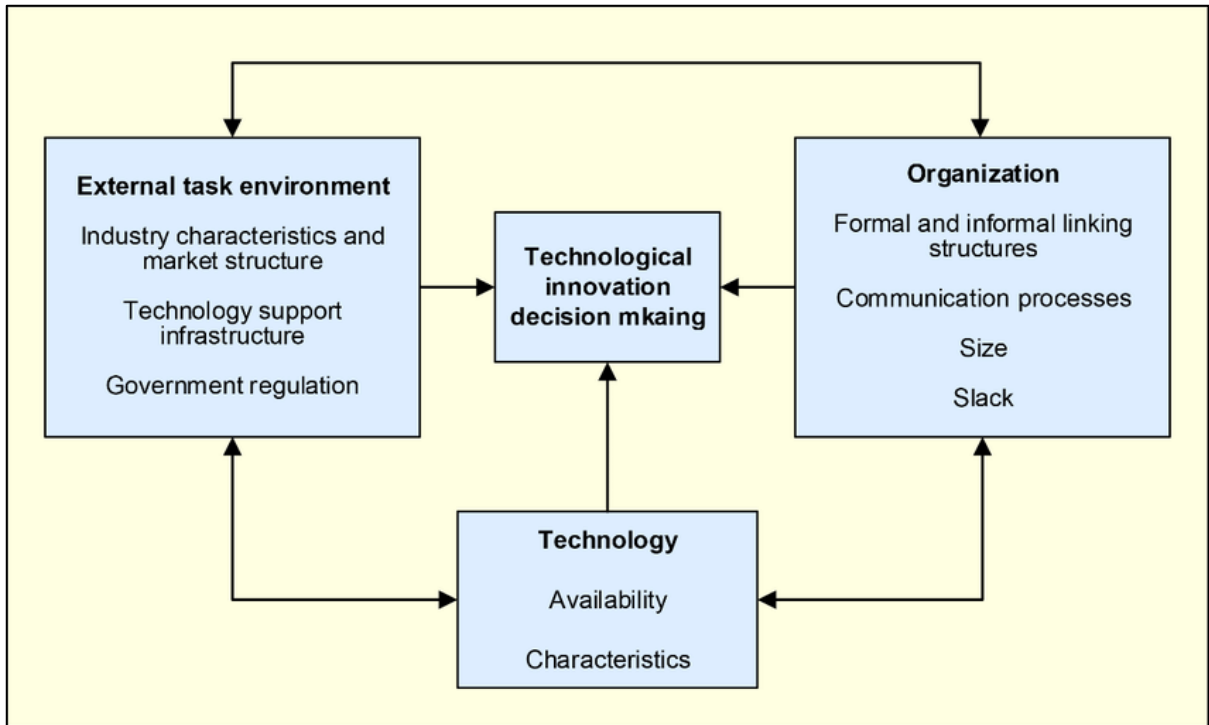 External task environment
Industry characteristics and
market structure
Technology support
infrastructure
Government regulation
Technological
innovation
decision mkaing
Organization
Formal and informal linking
structures
Communication processes
Size
Slack
Technology
Availability
Characteristics